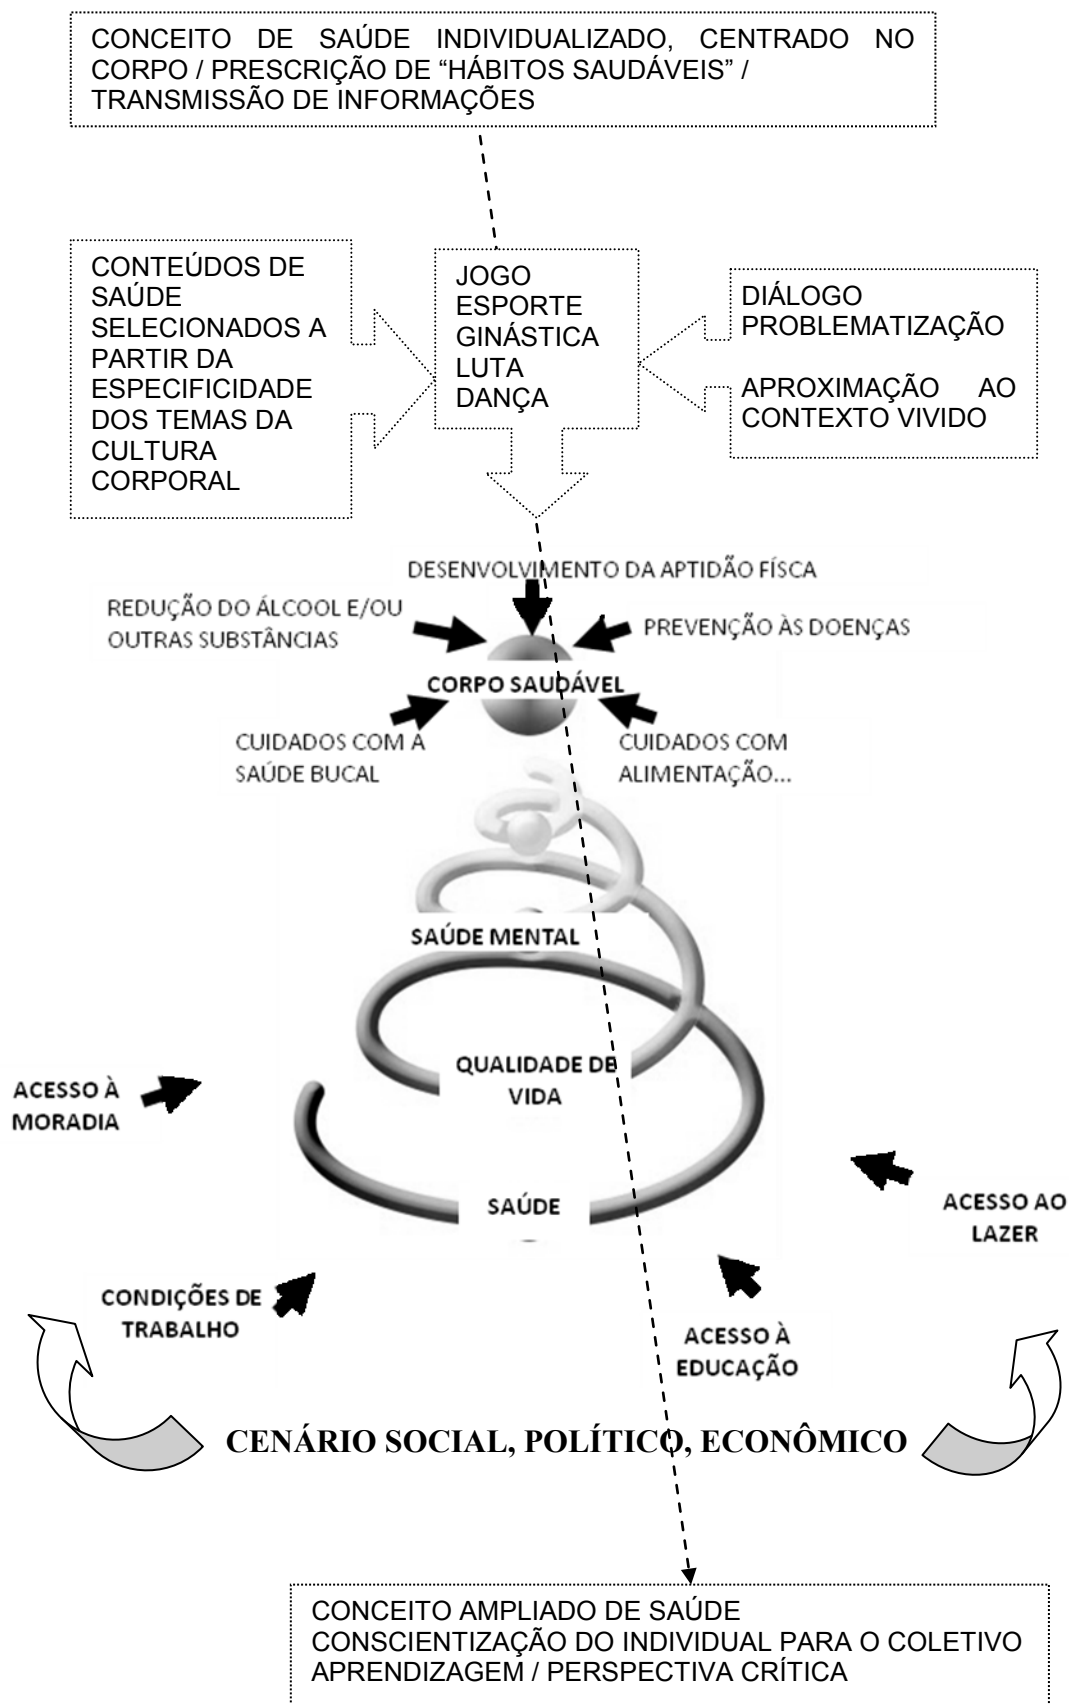 CONCEITO DE SAÚDE INDIVIDUALIZADO, CENTRADO NO
CORPO / PRESCRIÇÃO DE “HÁBITOS SAUDÁVEIS” /
TRANSMISSÃO DE INFORMAÇÕES
CONTEÚDOS DE
SAÚDE
SELECIONADOS A
PARTIR DA
ESPECIFICIDADE
DOS TEMAS DA
CULTURA
CORPORAL
JOGO
ESPORTE
GINÁSTICA
LUTA
DANÇA
DIÁLOGO
PROBLEMATIZAÇÃO
APROXIMAÇÃO AO
CONTEXTO VIVIDO
DESENVOLVIMENTO DA APTIDÃO FÍSCA
REDUÇÃO DO ÁLCOOL E/OU
OUTRAS SUBSTÂNCIAS
PREVENÇÃO ÀS DOENÇAS
CORPO SAUDÁVEL
CUIDADOS COM A
SAÚDE BUCAL
CUIDADOS COM
ALIMENTAÇÃO...
SAÚDE MENTAL
QUALIDADE DE
VIDA
ACESSO À
MORADIA
SAÚDE
ACESSO AO
LAZER
CONDIÇÕES DE
TRABALHO
ACESSO À
EDUCAÇÃO
CENÁRIO SOCIAL, POLÍTICO, ECONÔMICO
CONCEITO AMPLIADO DE SAÚDE
CONSCIENTIZAÇÃO DO INDIVIDUAL PARA O COLETIVO
APRENDIZAGEM / PERSPECTIVA CRÍTICA